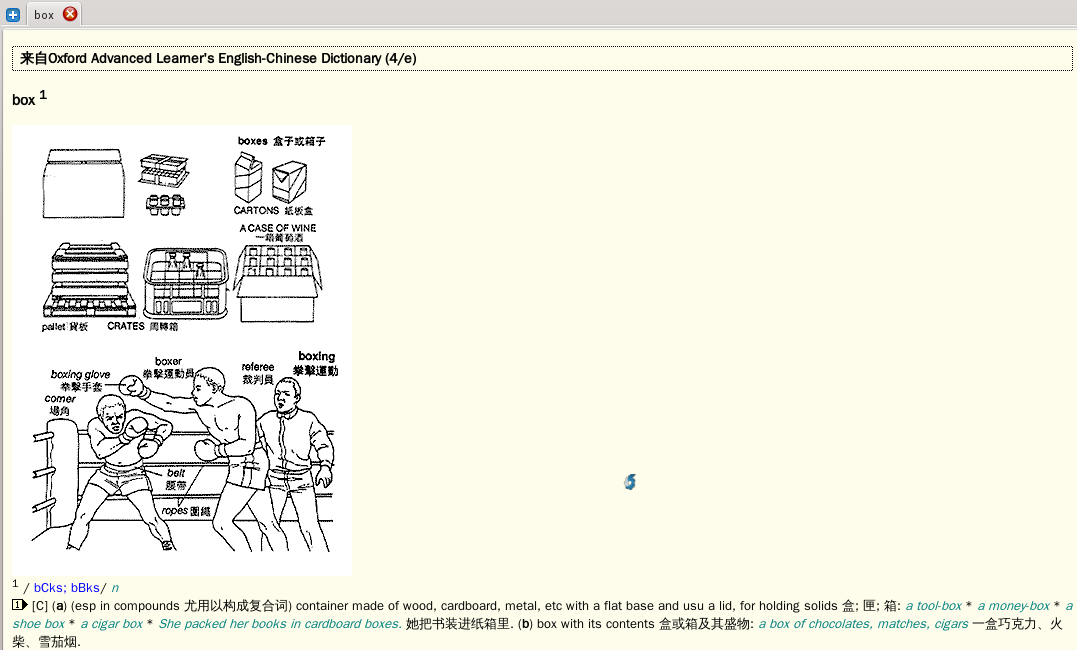 box
来自Oxford Advanced Learner's English-Chinese Dictionary (4/e)
box 1
boxes 盒子或箱子
CARTONS 紙板盒
A CASE OF WINE
一箱葡萄酒
pallet 貨板 CRATES 周轉箱
boxing
拳擊運動
boxer
拳擊運動員
referee
裁判員
boxing glove
拳擊手套
corner
場角
belt
腰帶
ropes 圍繩
1 / bCks; bBks/ n
1 [C] (a) (esp in compounds 尤用以构成复合词) container made of wood, cardboard, metal, etc with a flat base and usu a lid, for holding solids 盒; 匣; 箱: a tool-box * a money-box * a
shoe box * a cigar box * She packed her books in cardboard boxes. 她把书装进纸箱里. (b) box with its contents 盒或箱及其盛物: a box of chocolates, matches, cigars 一盒巧克力、火
柴、雪茄烟.